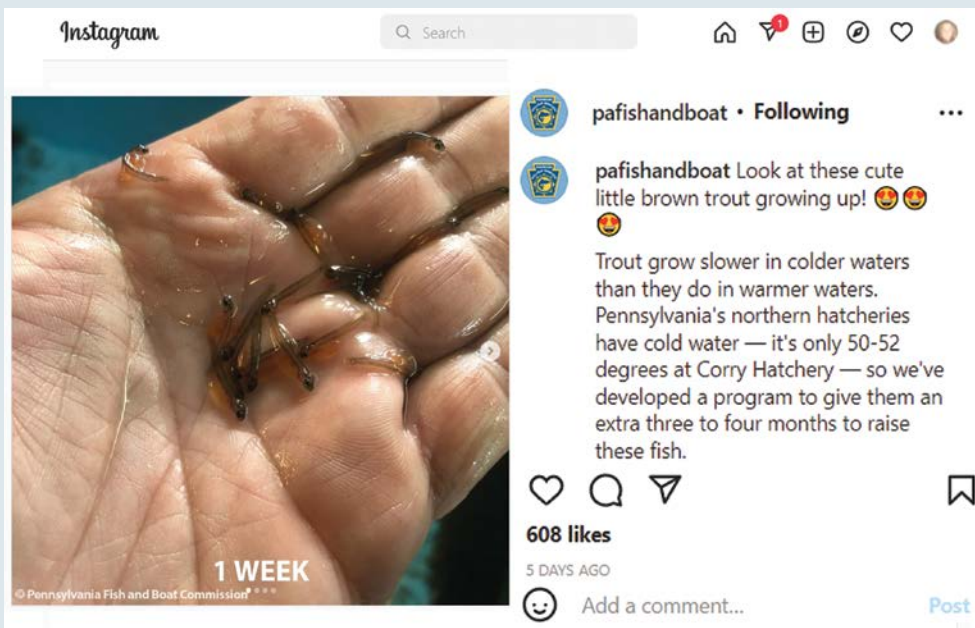 Instagram
Search
1
pafishandboat • Following
pafishandboat Look at these cute
little brown trout growing up! 😍😍
😍
Trout grow slower in colder waters
than they do in warmer waters.
Pennsylvania's northern hatcheries
have cold water — it's only 50-52
degrees at Corry Hatchery — so we've
developed a program to give them an
extra three to four months to raise
these fish.
608 likes
5 DAYS AGO
Add a comment...
Post
1 WEEK
© Pennsylvania Fish and Boat Commission